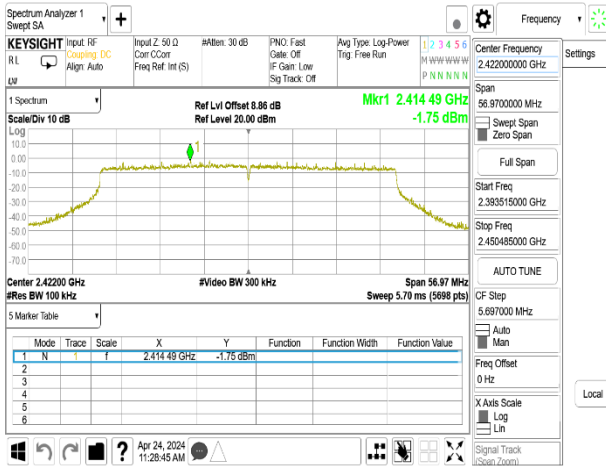 Spectrum Analyzer 1
Swept SA
+
Frequency
Settings
KEYSIGHT
RL
Input: RF
Coupling: DC
Align: Auto
Input Z: 50 Ω
Corr CCorr
Freq Ref: Int (S)
#Atten: 30 dB
PNO: Fast
Gate: Off
IF Gain: Low
Sig Track: Off
Avg Type: Log-Power
Trig: Free Run
1 2 3 4 5 6
M W W W W W
P N N N N N
1 Spectrum
Scale/Div 10 dB
Ref Lvl Offset 8.86 dB
Ref Level 20.00 dBm
Mkr1 2.414 49 GHz
-1.75 dBm
Log
10.0
0.00
-10.0
-20.0
-30.0
-40.0
-50.0
-60.0
-70.0
1
Center 2.42200 GHz
#Res BW 100 kHz
#Video BW 300 kHz
Span 56.97 MHz
Sweep 5.70 ms (5698 pts)
5 Marker Table
Mode Trace Scale X Y Function Function Width Function Value
1 N 1 f 2.414 49 GHz -1.75 dBm
2
3
4
5
6
Apr 24, 2024
11:28:45 AM
Center Frequency
2.422000000 GHz
Span
56.9700000 MHz
Swept Span
Zero Span
Full Span
Start Freq
2.393515000 GHz
Stop Freq
2.450485000 GHz
AUTO TUNE
CF Step
5.697000 MHz
Auto
Man
Freq Offset
0 Hz
X Axis Scale
Log
Lin
Signal Track
(Span Zoom)
Local